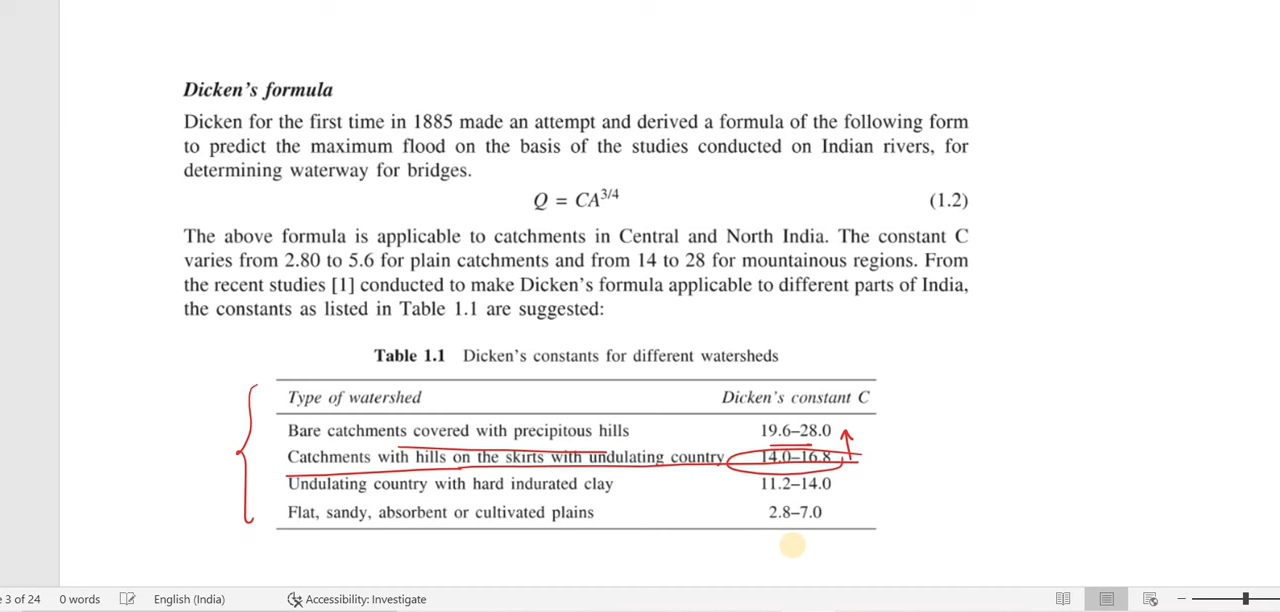 Dicken's formula
Dicken for the first time in 1885 made an attempt and derived a formula of the following form
to predict the maximum flood on the basis of the studies conducted on Indian rivers, for
determining waterway for bridges.
Q = CA^{3/4} (1.2)
The above formula is applicable to catchments in Central and North India. The constant C
varies from 2.80 to 5.6 for plain catchments and from 14 to 28 for mountainous regions. From
the recent studies [1] conducted to make Dicken's formula applicable to different parts of India,
the constants as listed in Table 1.1 are suggested:
Table 1.1 Dicken's constants for different watersheds
Type of watershed Dicken's constant C
Bare catchments covered with precipitous hills 19.6–28.0
Catchments with hills on the skirts with undulating country 14.0–16.8
Undulating country with hard indurated clay 11.2–14.0
Flat, sandy, absorbent or cultivated plains 2.8–7.0
3 of 24 0 words English (India) Accessibility: Investigate